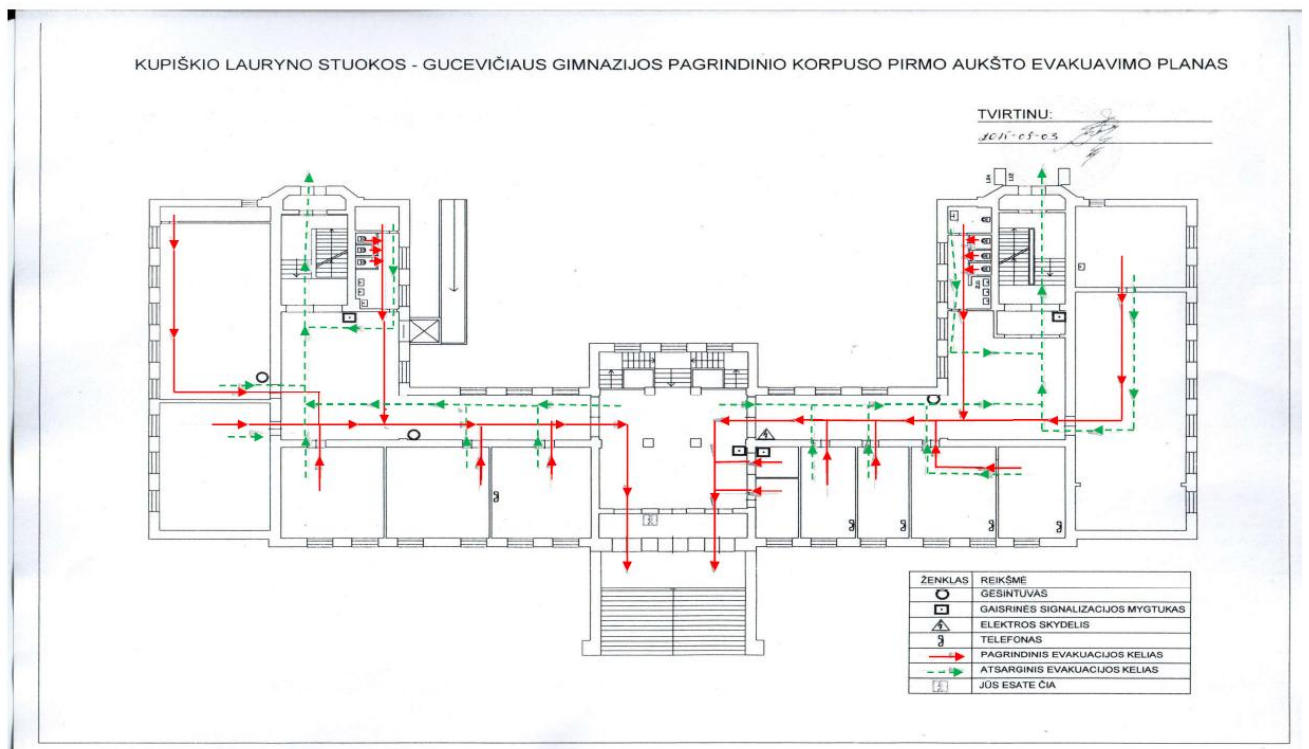 KUPIŠKIO LAURYNO STUOKOS - GUCEVIČIAUS GIMNAZIJOS PAGRINDINIO KORPUSO PIRMO AUKŠTO EVAKUAVIMO PLANAS
TVIRTINU:
ŽENKLAS REIKŠMĖ
GESINTUVAS
GAISRINĖS SIGNALIZACIJOS MYGTUKAS
ELEKTROS SKYDELIS
TELEFONAS
PAGRINDINIS EVAKUACIJOS KELIAS
ATSARGINIS EVAKUACIJOS KELIAS
JŪS ESATE ČIA